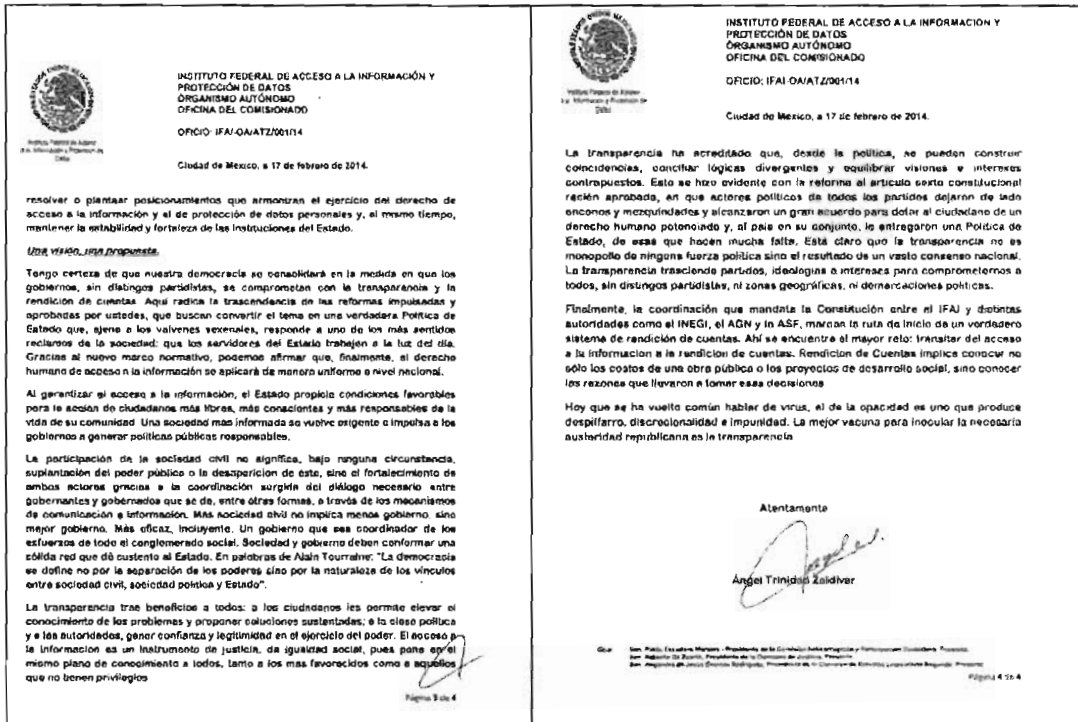 INSTITUTO FEDERAL DE ACCESO A LA INFORMACIÓN Y
PROTECCIÓN DE DATOS
ÓRGANISMO AUTÓNOMO
OFICINA DEL COMISIONADO
OFICIO: IFAI-OA/ATZ/001/14
Ciudad de México, a 17 de febrero de 2014.
resolver o plantear posicionamientos que armonizan el ejercicio del derecho de
acceso a la información y el de protección de datos personales y, al mismo tiempo,
mantener la estabilidad y fortaleza de las Instituciones del Estado.
Una visión, una propuesta.
Tengo certeza de que nuestra democracia se consolidará en la medida en que los
gobiernos, sin distingos partidistas, se comprometan con la transparencia y la
rendición de cuentas. Aquí radica la trascendencia de las reformas impulsadas y
aprobadas por ustedes, que buscan convertir el tema en una verdadera Política de
Estado que, ajena a los vaivenes sexenales, responde a uno de los más sentidos
reclamos de la sociedad: que los servidores del Estado trabajen a la luz del día.
Gracias al nuevo marco normativo, podemos afirmar que, finalmente, el derecho
humano de acceso a la información se aplicará de manera uniforme a nivel nacional.
Al garantizar el acceso a la información, el Estado propicia condiciones favorables
para la acción de ciudadanos más libres, más conscientes y más responsables de la
vida de su comunidad. Una sociedad mas informada se vuelve exigente e impulsa a los
gobiernos a generar políticas públicas responsables.
La participación de la sociedad civil no significa, bajo ninguna circunstancia,
suplantación del poder público o la desaparicion de éste, sino el fortalecimiento de
ambos actores gracias a la coordinación surgida del diálogo necesario entre
gobernantes y gobernados que se da, entre otras formas, a través de los mecanismos
de comunicación e información. Más sociedad civil no implica menos gobierno, sino
mejor gobierno. Más eficaz, incluyente. Un gobierno que sea coordinador de los
esfuerzos de todo el conglomerado social. Sociedad y gobierno deben conformar una
sólida red que dé sustento al Estado. En palabras de Alain Tourraine: "La democracia
se define no por la separación de los poderes sino por la naturaleza de los vínculos
entre sociedad civil, sociedad política y Estado".
La transparencia trae beneficios a todos: a los ciudadanos les permite elevar el
conocimiento de los problemas y proponer soluciones sustentadas; a la clase política
y a las autoridades, ganar confianza y legitimidad en el ejercicio del poder. El acceso a
la información es un instrumento de justicia, de igualdad social, pues pone en el
mismo plano de conocimiento a todos, tanto a los mas favorecidos como a aquellos
que no tienen privilegios
Página 3 de 4
INSTITUTO FEDERAL DE ACCESO A LA INFORMACIÓN Y
PROTECCIÓN DE DATOS
ÓRGANISMO AUTÓNOMO
OFICINA DEL COMISIONADO
OFICIO: IFAI-OA/ATZ/001/14
Ciudad de México, a 17 de febrero de 2014.
La transparencia ha acreditado que, desde la política, se pueden construir
coincidencias, conciliar lógicas divergentes y equilibrar visiones e intereses
contrapuestos. Esto se hizo evidente con la reforma al artículo sexto constitucional
recién aprobada, en que actores políticos de todos los partidos dejaron de lado
enconos y mezquindades y alcanzaron un gran acuerdo para dotar al ciudadano de un
derecho humano potenciado y, al país en su conjunto, le entregaron una Política de
Estado, de esas que hacen mucha falta. Está claro que la transparencia no es
monopolio de ninguna fuerza política sino el resultado de un vasto consenso nacional.
La transparencia trasciende partidos, ideologías e intereses para comprometernos a
todos, sin distingos partidistas, ni zonas geográficas, ni demarcaciones políticas.
Finalmente, la coordinación que mandata la Constitución entre el IFAI y distintas
autoridades como el INEGI, el AGN y la ASF, marcan la ruta de inicio de un verdadero
sistema de rendición de cuentas. Ahí se encuentra el mayor reto: transitar del acceso
a la informacion a la rendicion de cuentas. Rendicion de Cuentas implica conocer no
sólo los costos de una obra pública o los proyectos de desarrollo social, sino conocer
las razones que llevaron a tomar esas decisiones
Hoy que se ha vuelto común hablar de virus, el de la opacidad es uno que produce
despilfarro, discrecionalidad e impunidad. La mejor vacuna para inocular la necesaria
austeridad republicana es la transparencia
Atentamente
Ángel Trinidad Zaldívar
Página 4 de 4